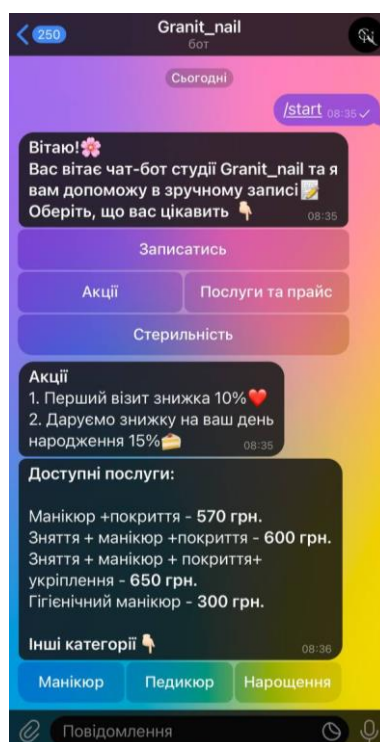 250
Granit_nail
бот
Сьогодні
/start 08:35
Вітаю!🌸
Вас вітає чат-бот студії Granit_nail та я
вам допоможу в зручному записі📝
Оберіть, що вас цікавить 👇🏻 08:35
Записатись
Акції
Послуги та прайс
Стерильність
Акції
1. Перший візит знижка 10%❤️
2. Даруємо знижку на ваш день
народження 15%🍰 08:35
Доступні послуги:
Манікюр +покриття - 570 грн.
Зняття + манікюр +покриття - 600 грн.
Зняття + манікюр + покриття+
укріплення - 650 грн.
Гігієнічний манікюр - 300 грн.
Інші категорії 👇🏻 08:36
Манікюр
Педикюр
Нарощення
Повідомлення